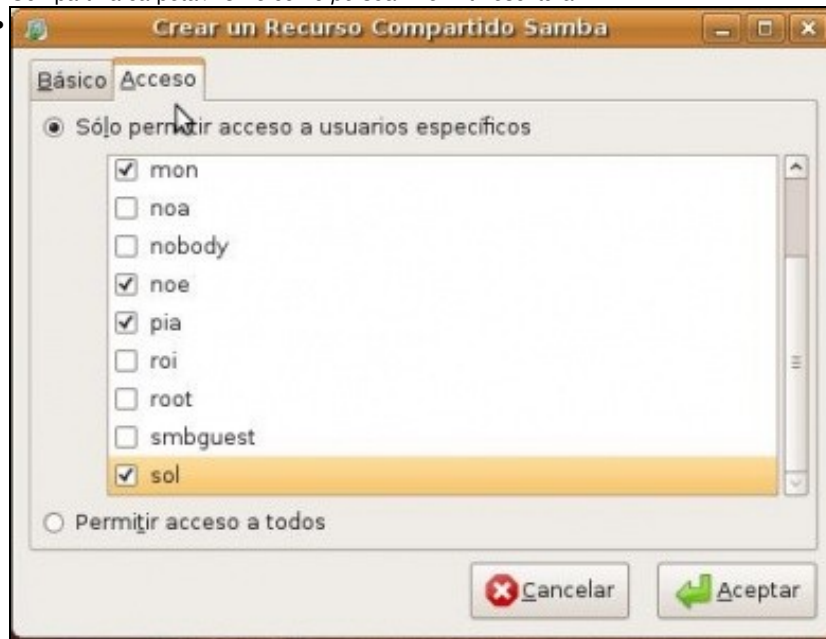 Crear un Recurso Compartido Samba
Básico Acceso
Sólo permitir acceso a usuarios específicos
mon
noa
nobody
noe
pia
roi
root
smbguest
sol
Permitir acceso a todos
Cancelar Aceptar